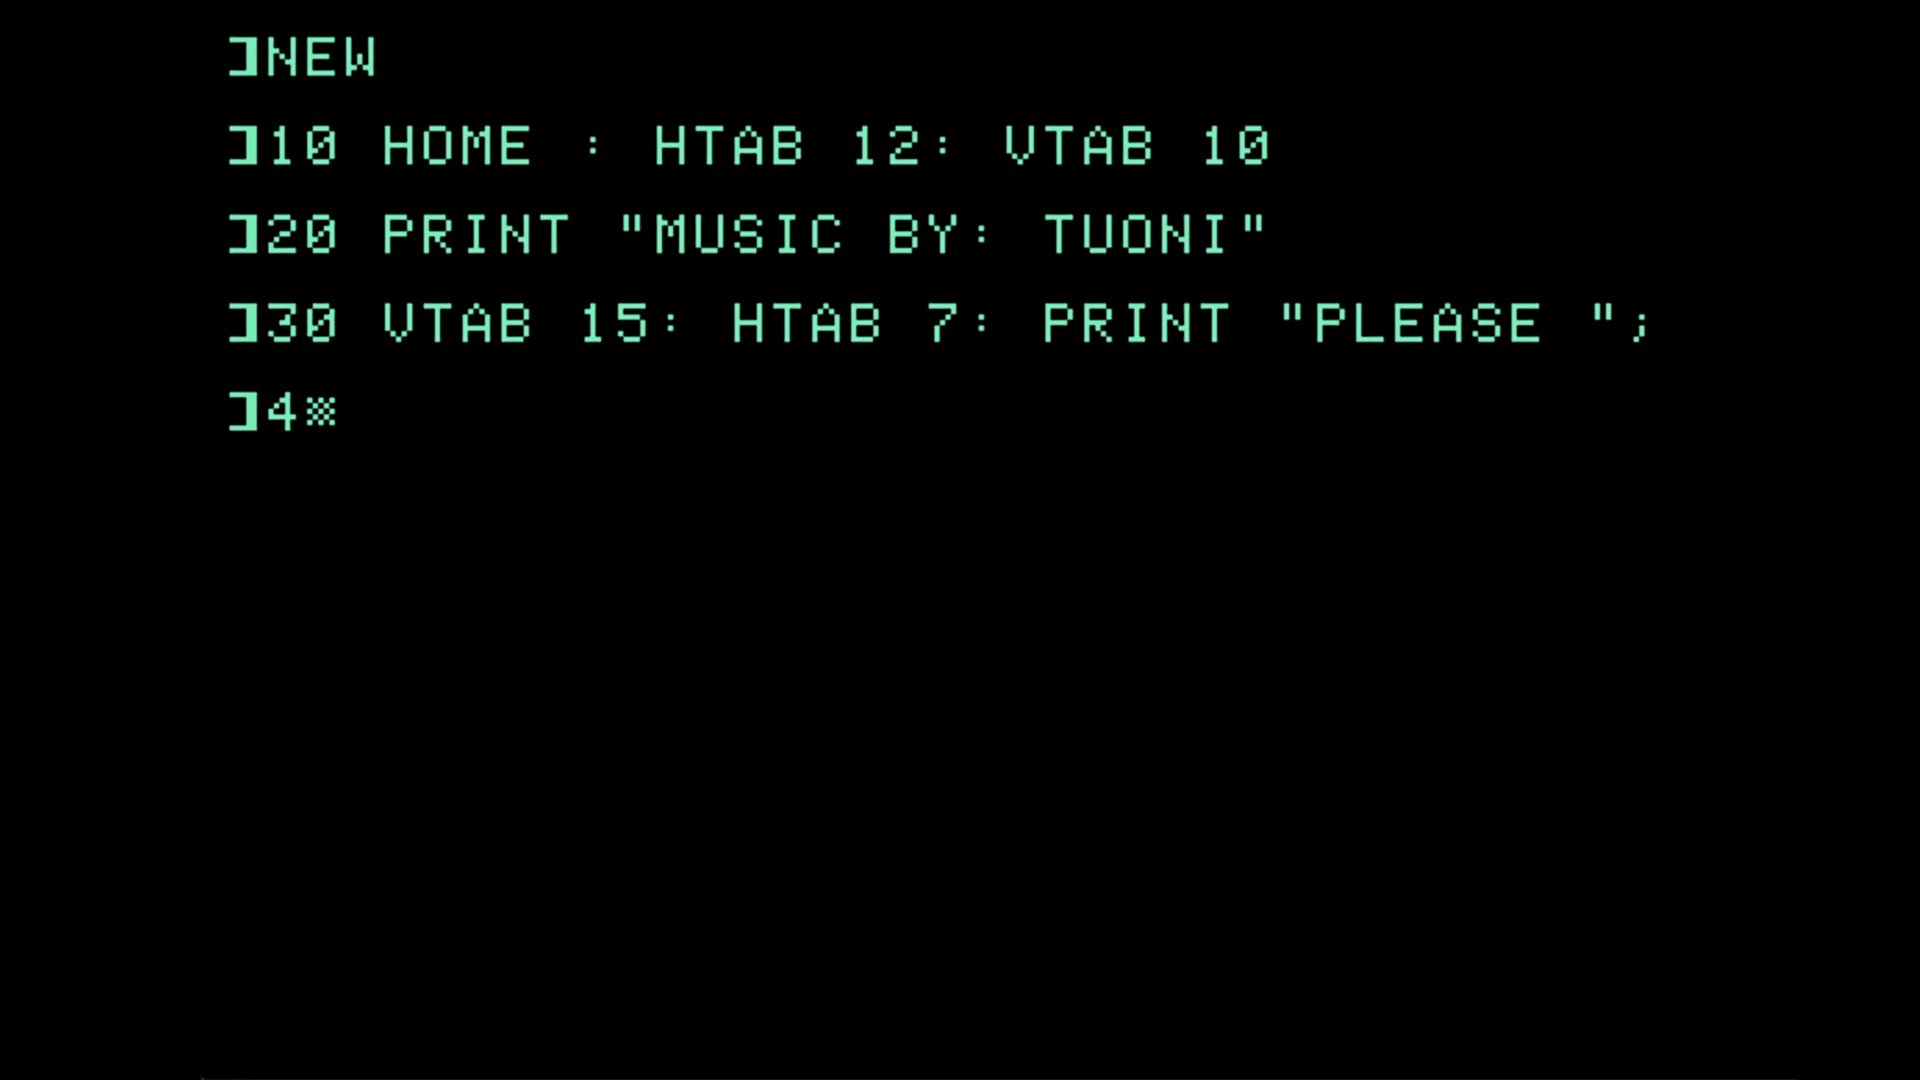 ]NEW
]10 HOME : HTAB 12: VTAB 10
]20 PRINT "MUSIC BY: TUONI"
]30 VTAB 15: HTAB 7: PRINT "PLEASE ";
]4